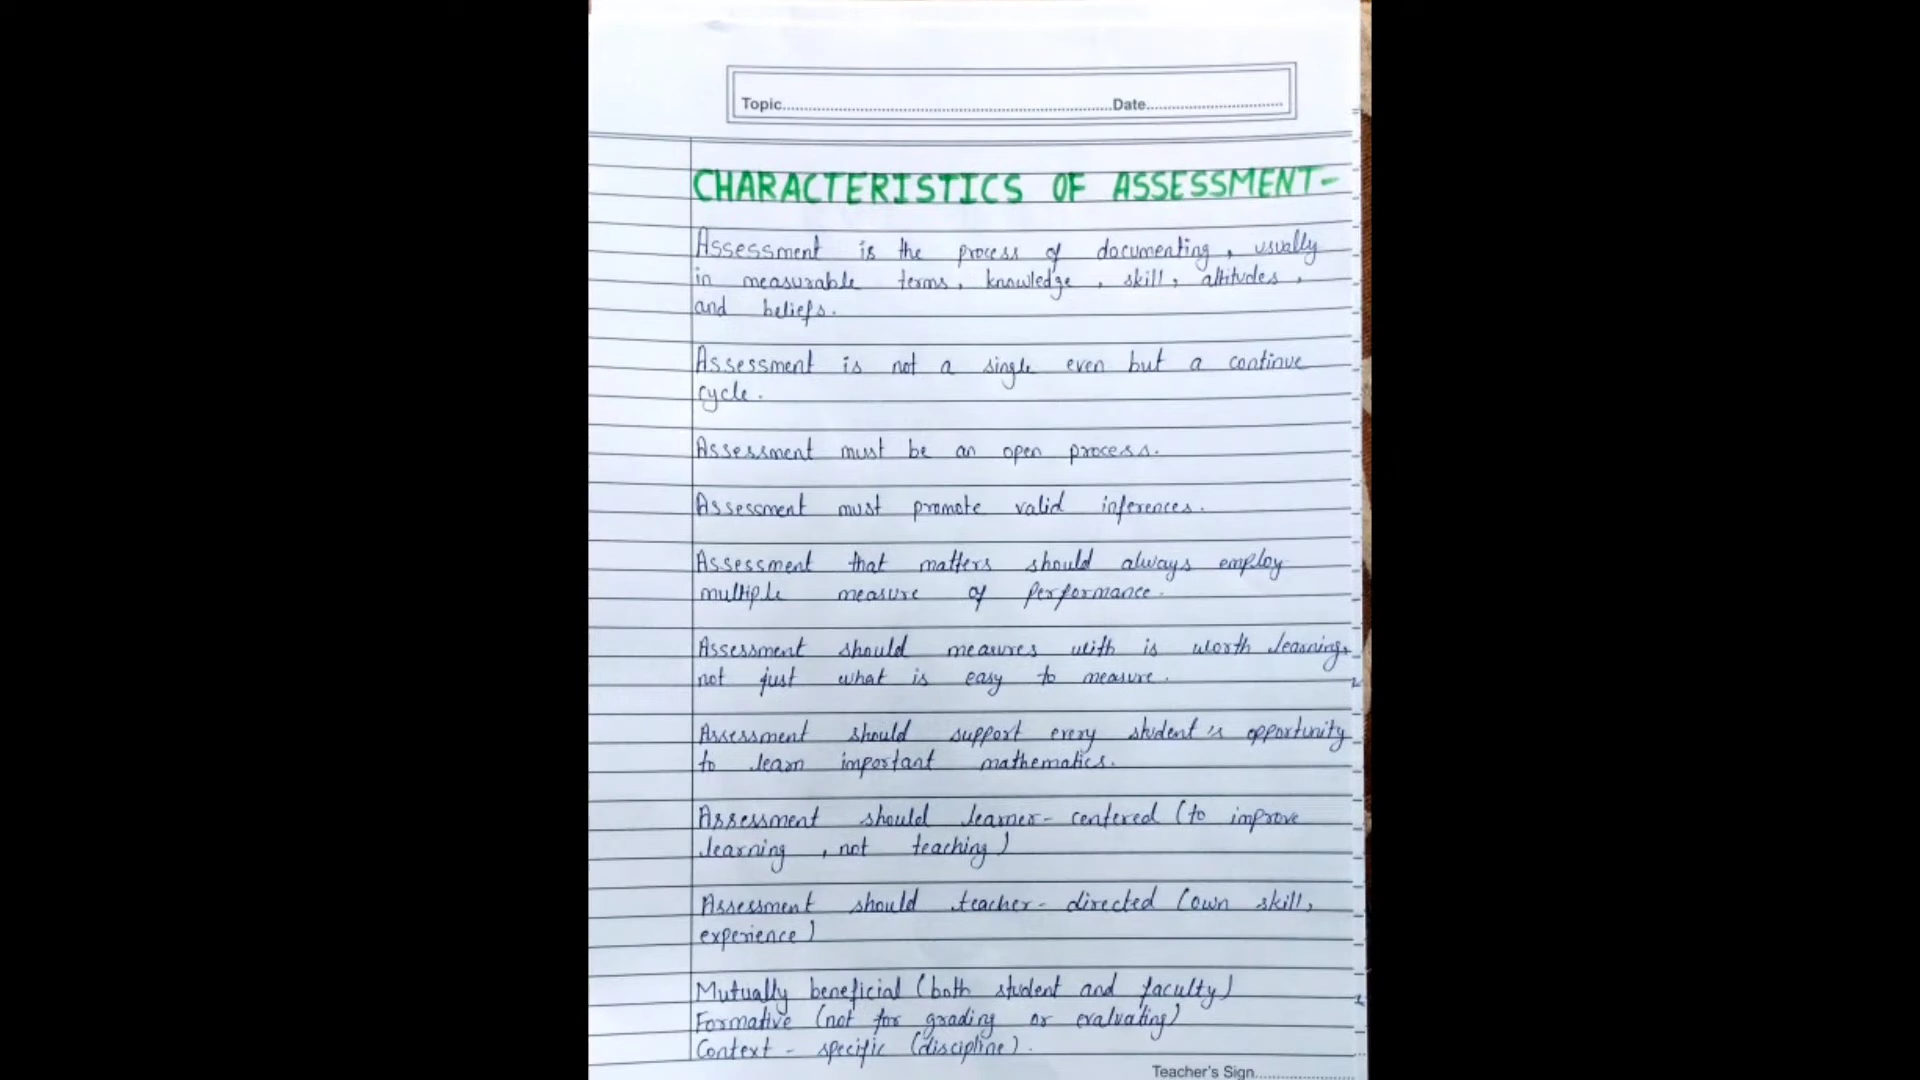 Topic................Date................
CHARACTERISTICS OF ASSESSMENT-
Assessment is the process of documenting, usually
in measurable terms, knowledge, skill, attitudes,
and beliefs.
Assessment is not a single even but a continue
cycle.
Assessment must be an open process.
Assessment must promote valid inferences.
Assessment that matters should always employ
multiple measure of performance.
Assessment should measures with is worth learning,
not just what is easy to measure.
Assessment should support every student's opportunity
to learn important mathematics.
Assessment should learner-centered (to improve
learning, not teaching)
Assessment should teacher-directed (own skill,
experience)
Mutually beneficial (both student and faculty)
Formative (not for grading or evaluating)
Context - specific (discipline).
Teacher's Sign................